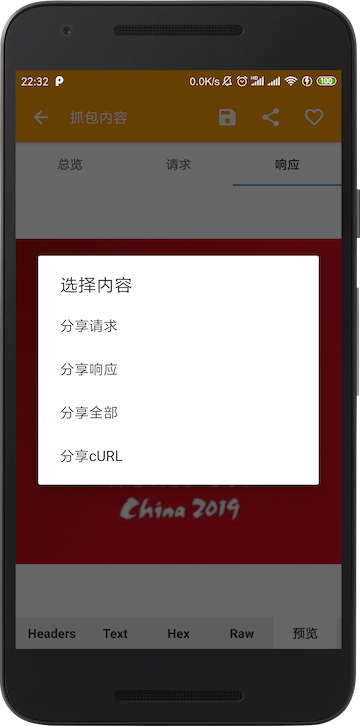 22:32
0.0K/s
HD
100
抓包内容
总览
请求
响应
选择内容
分享请求
分享响应
分享全部
分享cURL
China 2019
Headers
Text
Hex
Raw
预览